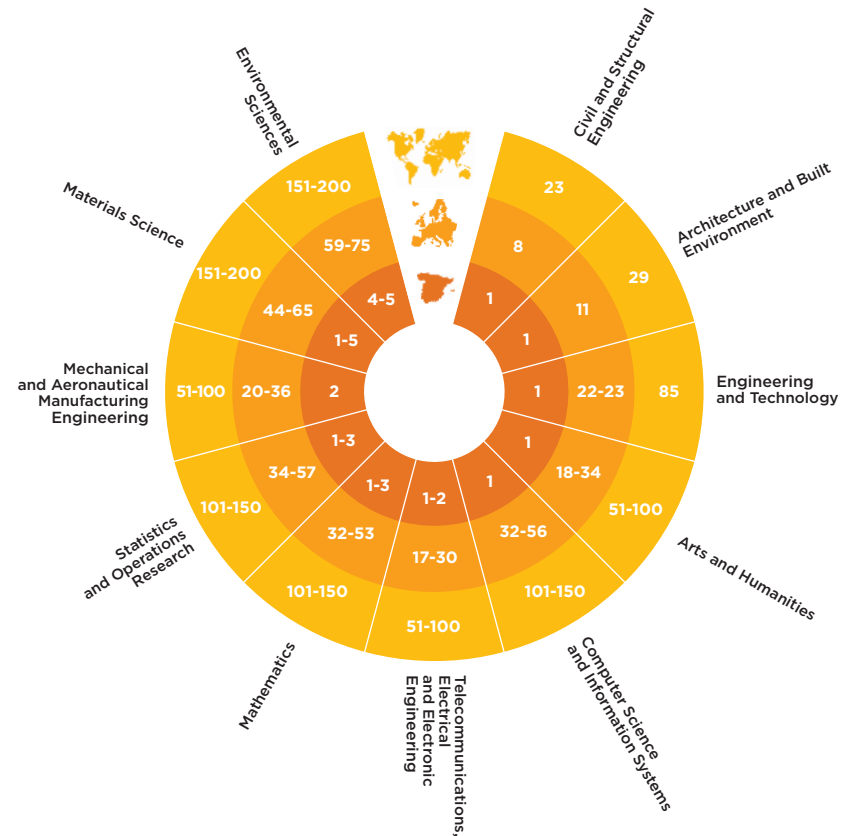 Civil and Structural
Engineering
23
8
1
Architecture and Built
Environment
29
11
1
Engineering
and Technology
85
22-23
1
Arts and Humanities
51-100
18-34
1
Computer Science
and Information Systems
101-150
32-56
1
Telecommunications,
Electrical
and Electronic
Engineering
51-100
17-30
1-2
Mathematics
101-150
32-53
1-3
Statistics
and Operations
Research
101-150
34-57
1-3
Mechanical
and Aeronautical
Manufacturing
Engineering
51-100
20-36
2
Materials Science
151-200
44-65
1-5
Environmental
Sciences
151-200
59-75
4-5